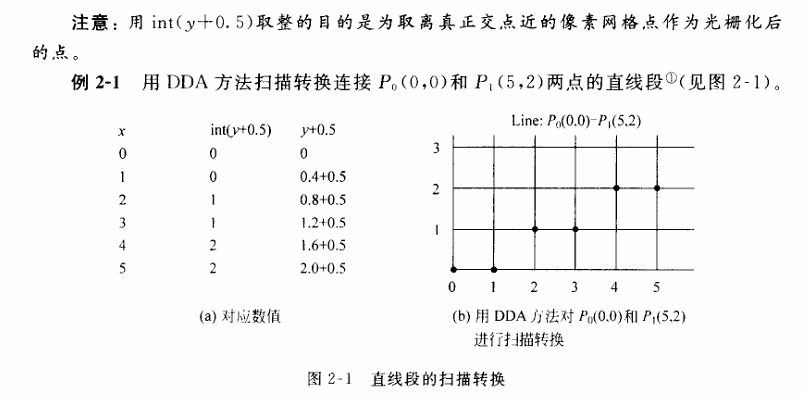 注意：用 int(y+0.5)取整的目的是为取离真正交点近的像素网格点作为光栅化后
的点。
例 2-1 用 DDA 方法扫描转换连接 P₀(0,0)和 P₁(5,2)两点的直线段①(见图 2-1)。
x int(y+0.5) y+0.5
0 0 0
1 0 0.4+0.5
2 1 0.8+0.5
3 1 1.2+0.5
4 2 1.6+0.5
5 2 2.0+0.5
(a) 对应数值
Line: P₀(0,0)-P₁(5,2)
3
2
1
0 1 2 3 4 5
(b) 用 DDA 方法对 P₀(0,0)和 P₁(5,2)
进行扫描转换
图 2-1 直线段的扫描转换